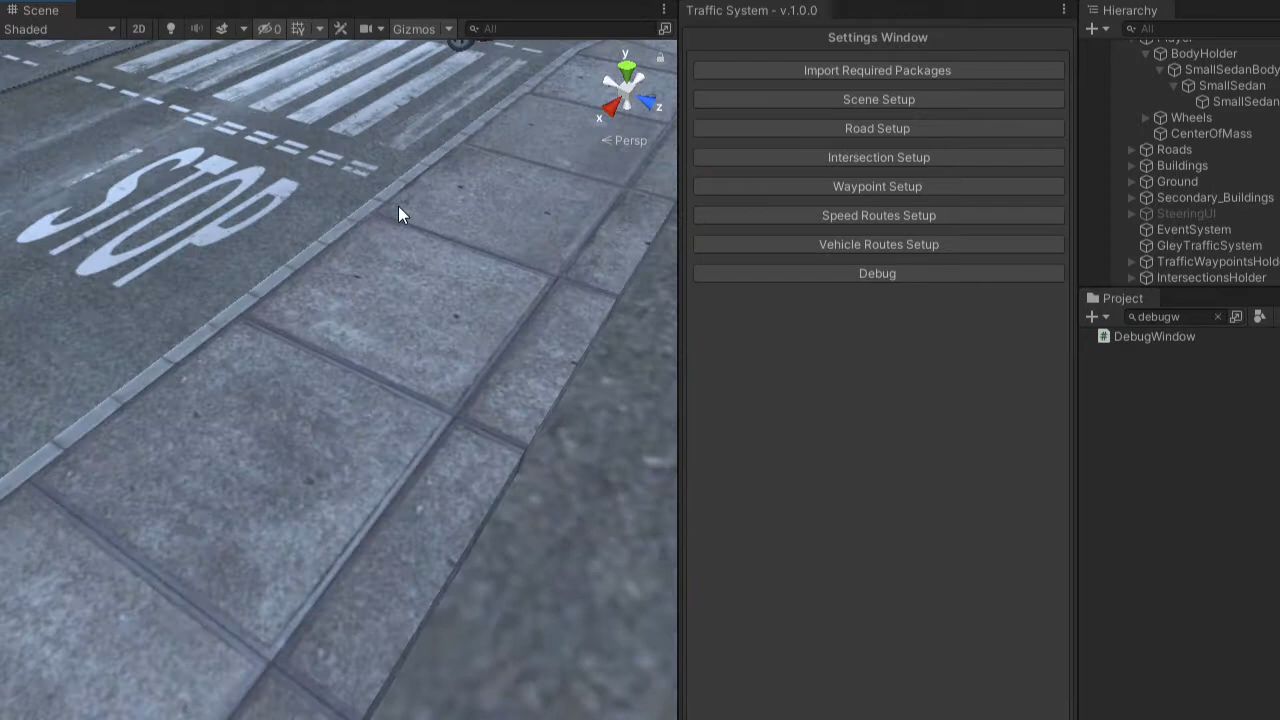 Scene
Shaded
2D
0
Gizmos
All
y
x
z
Persp
STOP
Traffic System - v.1.0.0
Settings Window
Import Required Packages
Scene Setup
Road Setup
Intersection Setup
Waypoint Setup
Speed Routes Setup
Vehicle Routes Setup
Debug
Hierarchy
All
Player
BodyHolder
SmallSedanBody
SmallSedan
SmallSedan
Wheels
CenterOfMass
Roads
Buildings
Ground
Secondary_Buildings
SteeringUI
EventSystem
GleyTrafficSystem
TrafficWaypointsHold
IntersectionsHolder
Project
debugw
DebugWindow